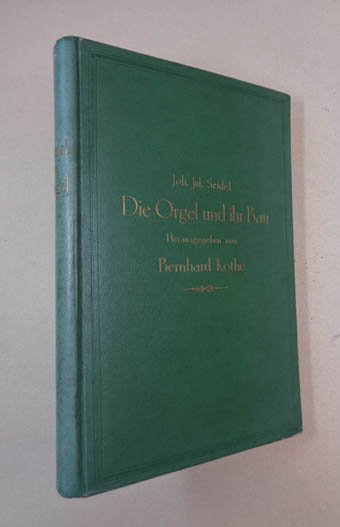 Joh. Jul. Seidel
Die Orgel und ihr Bau
Herausgegeben von
Bernhard Kothe